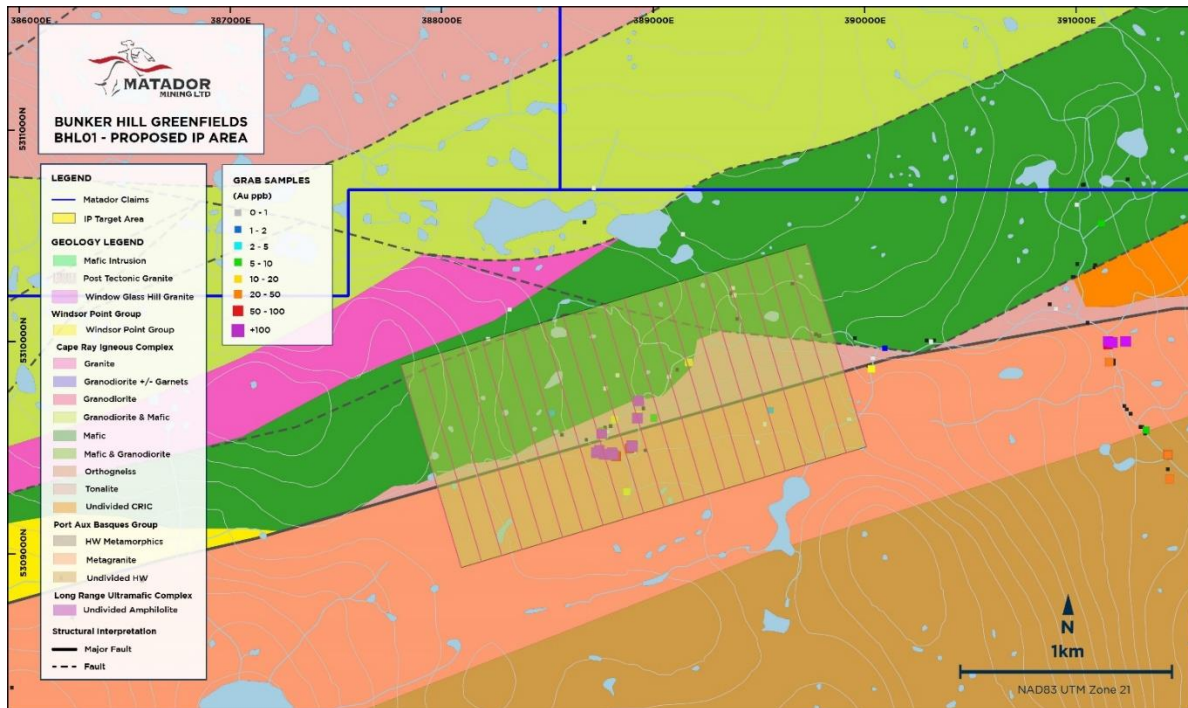 386000E 387000E 388000E 389000E 390000E 391000E
5311000N
5310000N
5309000N
MATADOR
MINING LTD
BUNKER HILL GREENFIELDS
BHL01 - PROPOSED IP AREA
LEGEND
Matador Claims
IP Target Area
GEOLOGY LEGEND
Mafic Intrusion
Post Tectonic Granite
Window Glass Hill Granite
Windsor Point Group
Windsor Point Group
Cape Ray Igneous Complex
Granite
Granodiorite +/- Garnets
Granodiorite
Granodiorite & Mafic
Mafic
Mafic & Granodiorite
Orthogneiss
Tonalite
Undivided CRIC
Port Aux Basques Group
HW Metamorphics
Metagranite
Undivided HW
Long Range Ultramafic Complex
Undivided Amphilolite
Structural Interpretation
Major Fault
Fault
GRAB SAMPLES
(Au ppb)
0 - 1
1 - 2
2 - 5
5 - 10
10 - 20
20 - 50
50 - 100
+100
N
1km
NAD83 UTM Zone 21